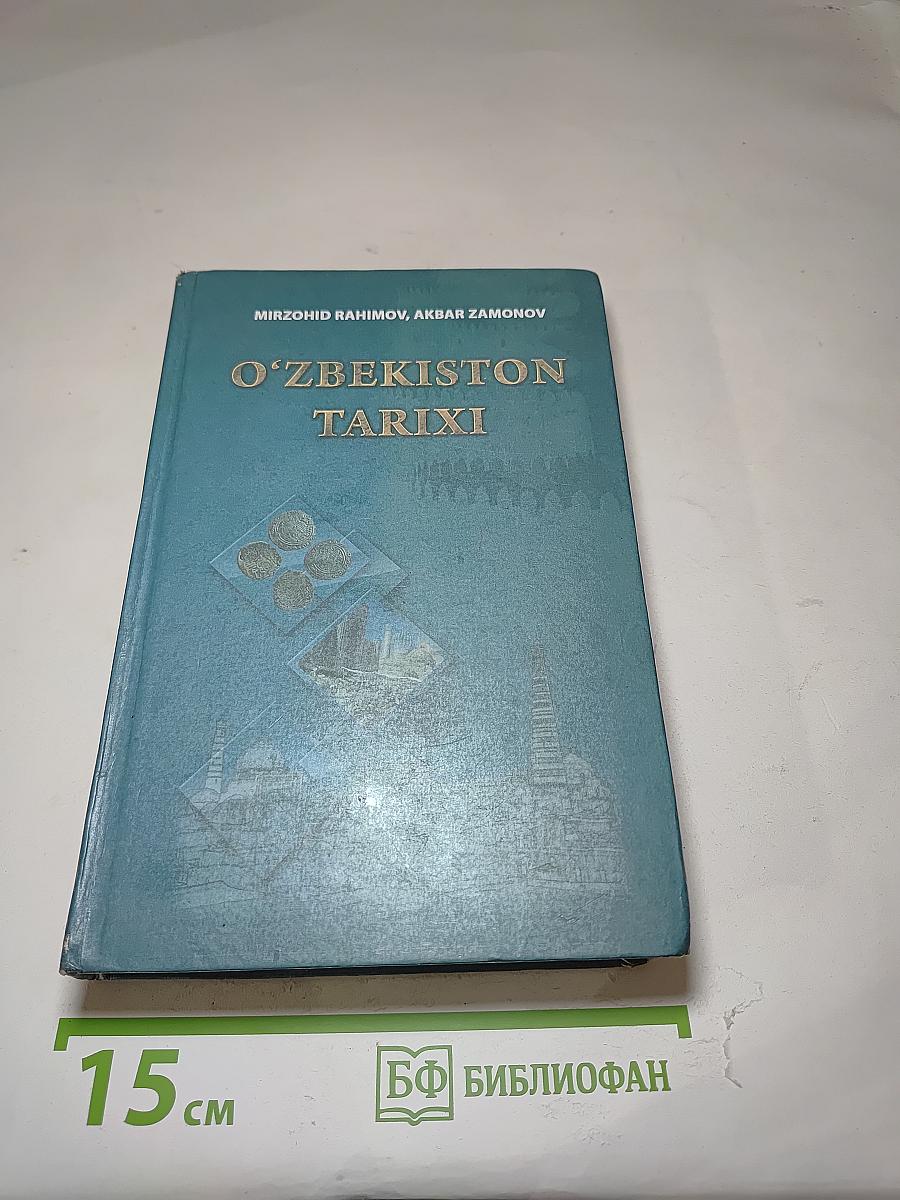 MIRZOHID RAHIMOV, AKBAR ZAMONOV
O‘ZBEKISTON
TARIXI
15 см
БФ БИБЛИОФАН